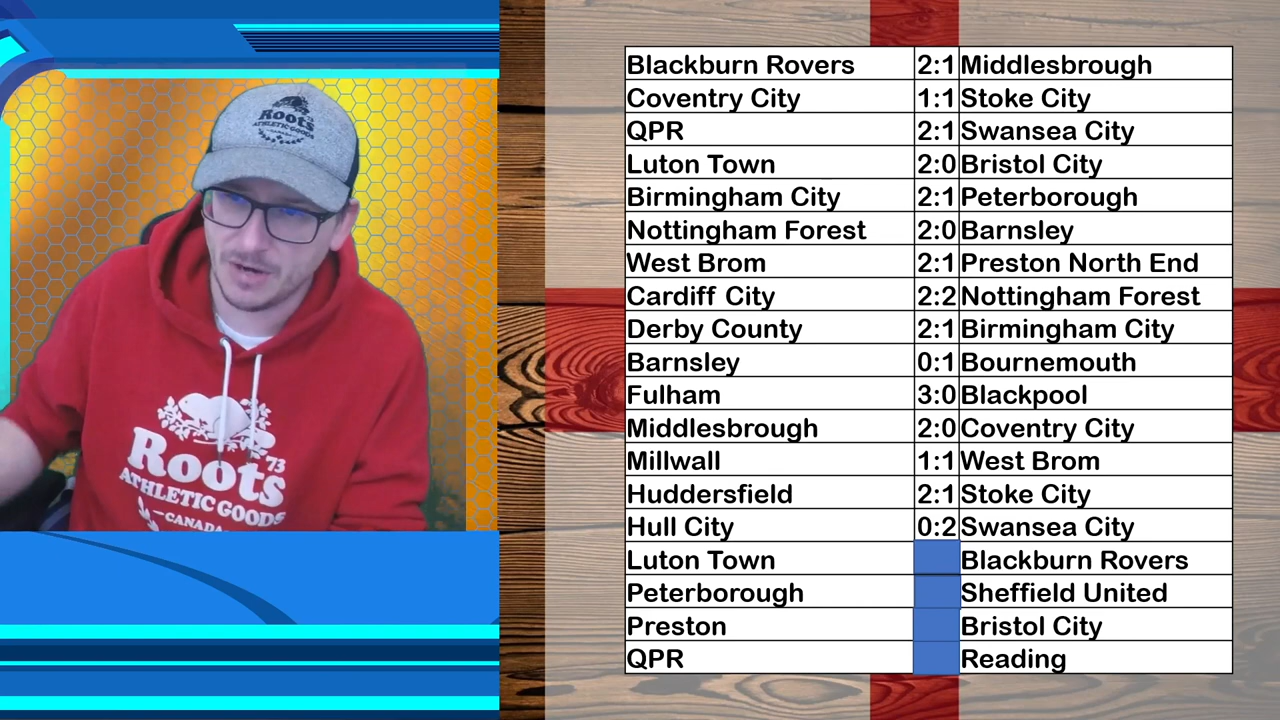 Roots
73
ATHLETIC GOODS
Roots
73
ATHLETIC GOODS
CANADA
Blackburn Rovers 2:1 Middlesbrough
Coventry City 1:1 Stoke City
QPR 2:1 Swansea City
Luton Town 2:0 Bristol City
Birmingham City 2:1 Peterborough
Nottingham Forest 2:0 Barnsley
West Brom 2:1 Preston North End
Cardiff City 2:2 Nottingham Forest
Derby County 2:1 Birmingham City
Barnsley 0:1 Bournemouth
Fulham 3:0 Blackpool
Middlesbrough 2:0 Coventry City
Millwall 1:1 West Brom
Huddersfield 2:1 Stoke City
Hull City 0:2 Swansea City
Luton Town Blackburn Rovers
Peterborough Sheffield United
Preston Bristol City
QPR Reading